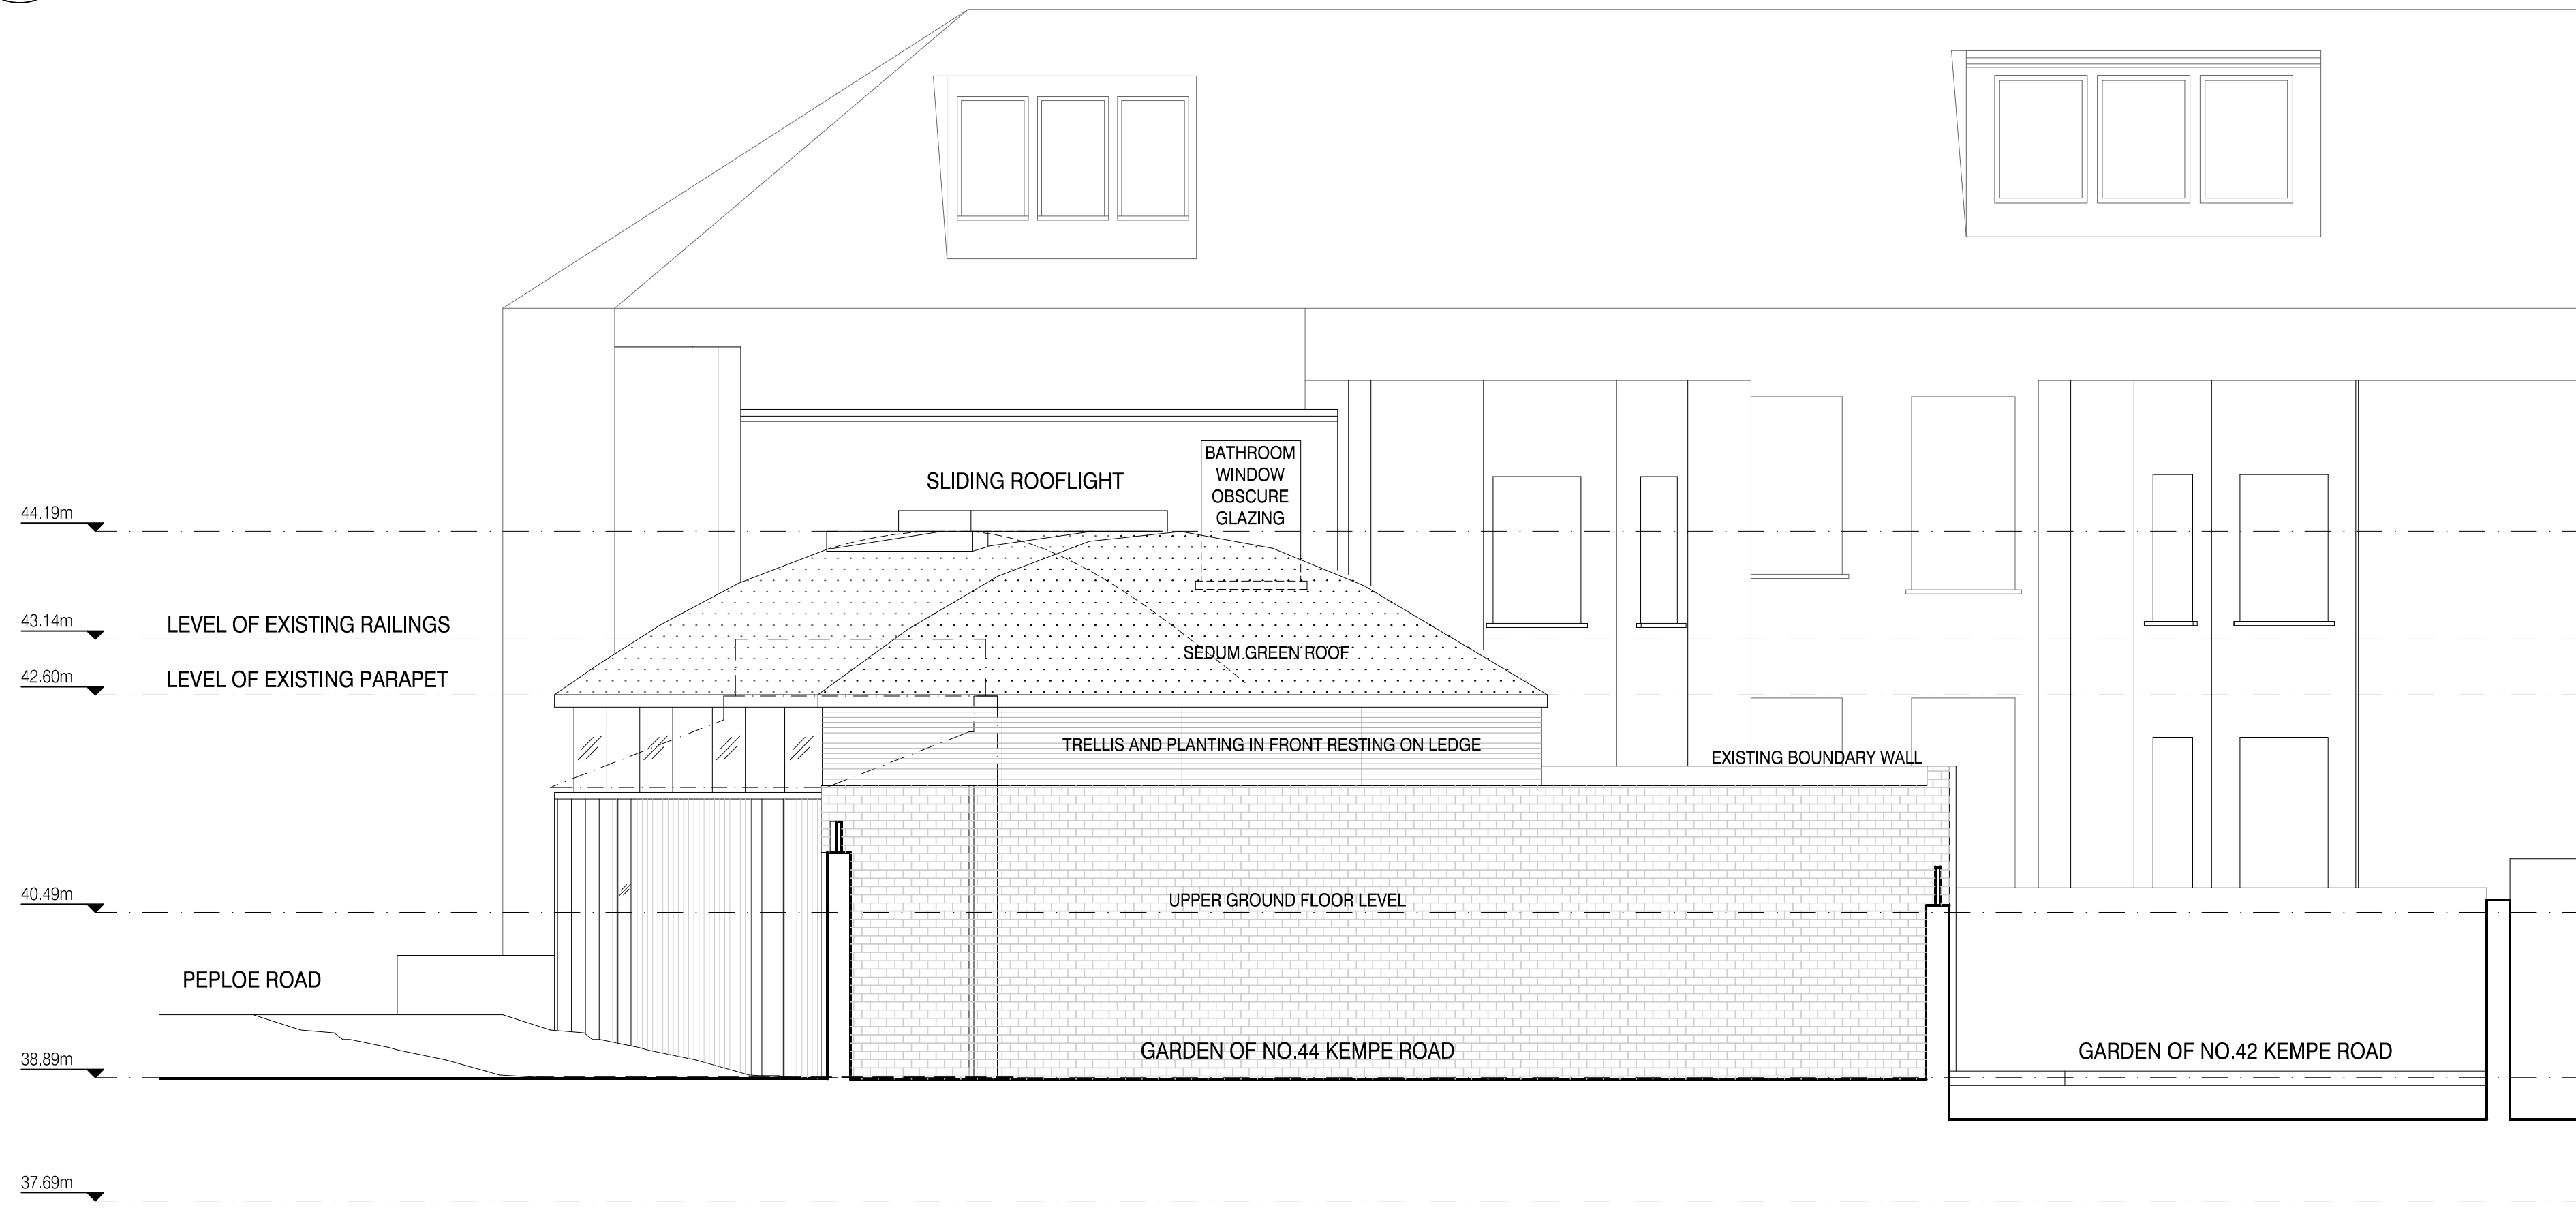 SLIDING ROOFLIGHT
BATHROOM
WINDOW
OBSCURE
GLAZING
44.19m
43.14m
LEVEL OF EXISTING RAILINGS
SEDUM GREEN ROOF
42.60m
LEVEL OF EXISTING PARAPET
TRELLIS AND PLANTING IN FRONT RESTING ON LEDGE
EXISTING BOUNDARY WALL
40.49m
UPPER GROUND FLOOR LEVEL
PEPLOE ROAD
38.89m
GARDEN OF NO.44 KEMPE ROAD
GARDEN OF NO.42 KEMPE ROAD
37.69m